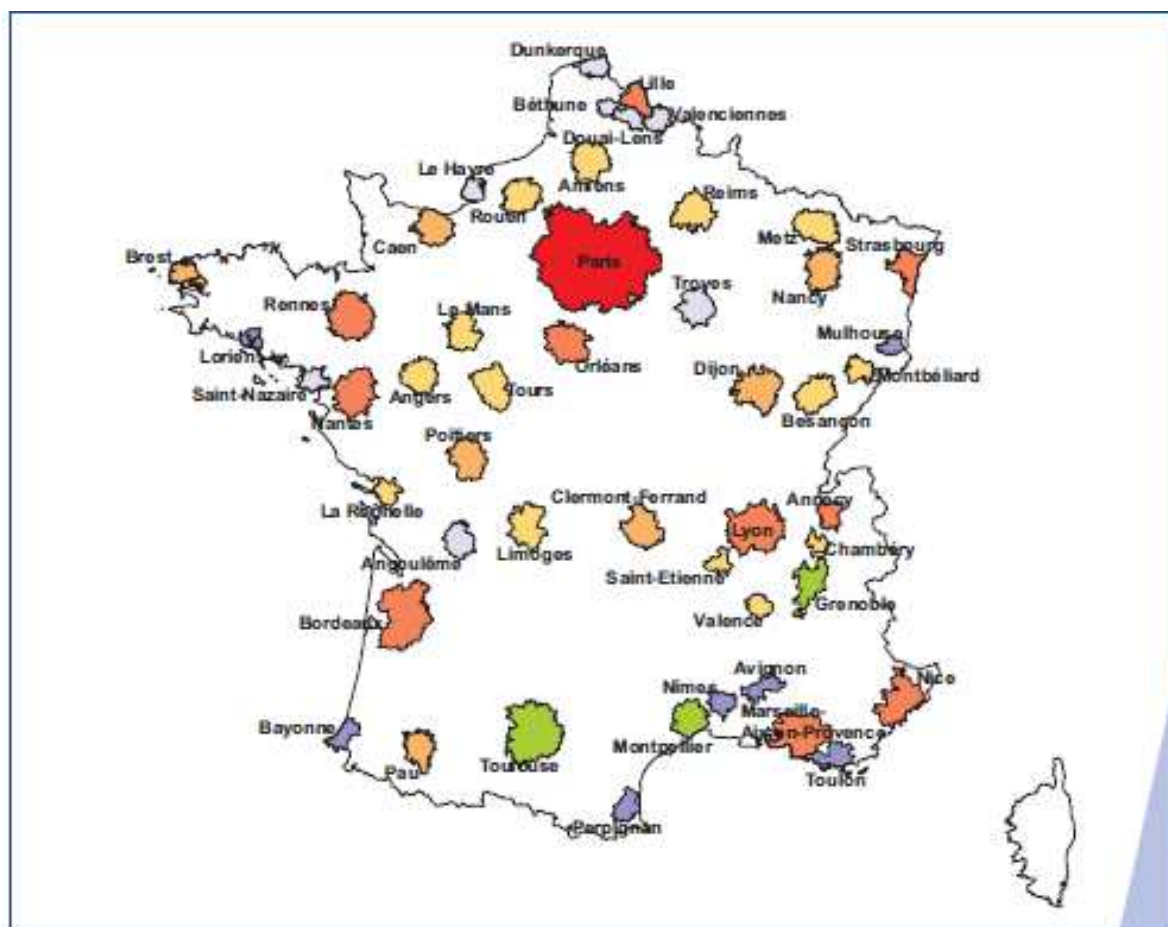 Dunkerque
Lille
Béthune
Valenciennes
Douai-Lens
Le Havre
Amiens
Reims
Rouen
Caen
Metz
Strasbourg
Brest
Paris
Troyes
Nancy
Rennes
Le Mans
Mulhouse
Lorient
Orléans
Dijon
Montbéliard
Saint-Nazaire
Angers
Tours
Besançon
Nantes
Poitiers
Clermont-Ferrand
Annecy
La Rochelle
Lyon
Angoulême
Limoges
Chambéry
Saint-Etienne
Grenoble
Bordeaux
Valence
Avignon
Nice
Nîmes
Marseille-
Aix-en-Provence
Bayonne
Montpellier
Pau
Toulouse
Toulon
Perpignan